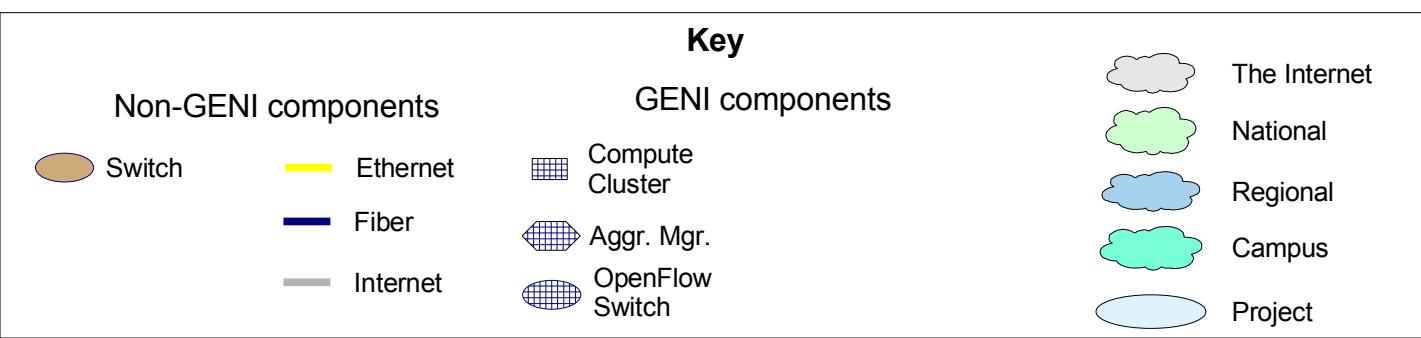 Key
Non-GENI components
GENI components
Switch
Ethernet
Fiber
Internet
Compute
Cluster
Aggr. Mgr.
OpenFlow
Switch
The Internet
National
Regional
Campus
Project